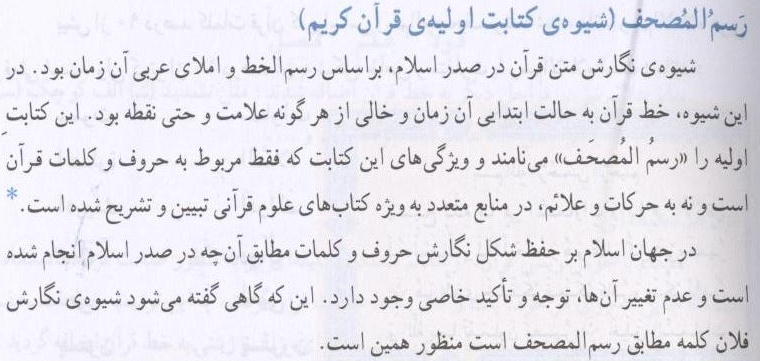 رَسمُ المُصحَف (شیوه‌ی کتابت اولیه‌ی قرآن کریم)
شیوه‌ی نگارش متن قرآن در صدر اسلام، براساس رسم‌الخط و املای عربی آن زمان بود. در
این شیوه، خط قرآن به حالت ابتدایی آن زمان و خالی از هر گونه علامت و حتی نقطه بود. این کتابتِ
اولیه را «رسمُ المُصحَف» می‌نامند و ویژگی‌های این کتابت که فقط مربوط به حروف و کلمات قرآن
است و نه به حرکات و علائم، در منابع متعدد به ویژه کتاب‌های علوم قرآنی تبیین و تشریح شده است.*
در جهان اسلام بر حفظ شکل نگارش حروف و کلمات مطابق آن‌چه در صدر اسلام انجام شده
است و عدم تغییر آن‌ها، توجه و تأکید خاصی وجود دارد. این که گاهی گفته می‌شود شیوه‌ی نگارش
فلان کلمه مطابق رسم‌المصحف است منظور همین است.